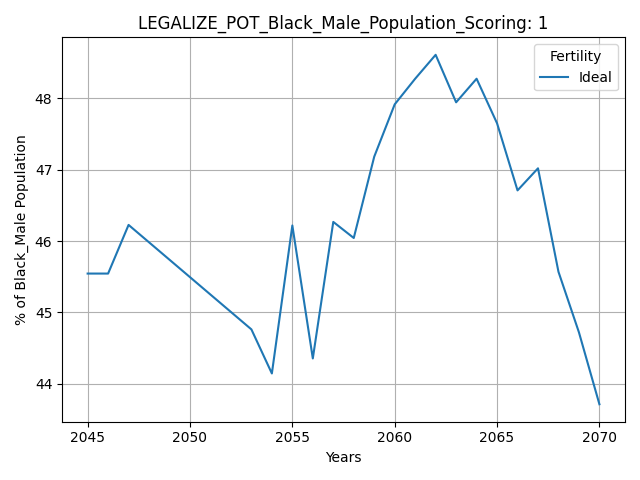 LEGALIZE_POT_Black_Male_Population_Scoring: 1
Fertility
Ideal
% of Black_Male Population
48
47
46
45
44
2045 2050 2055 2060 2065 2070
Years